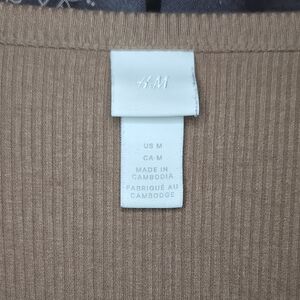 H&M
US M
CA-M
MADE IN
CAMBODIA
FABRIQUÉ AU
CAMBODGE